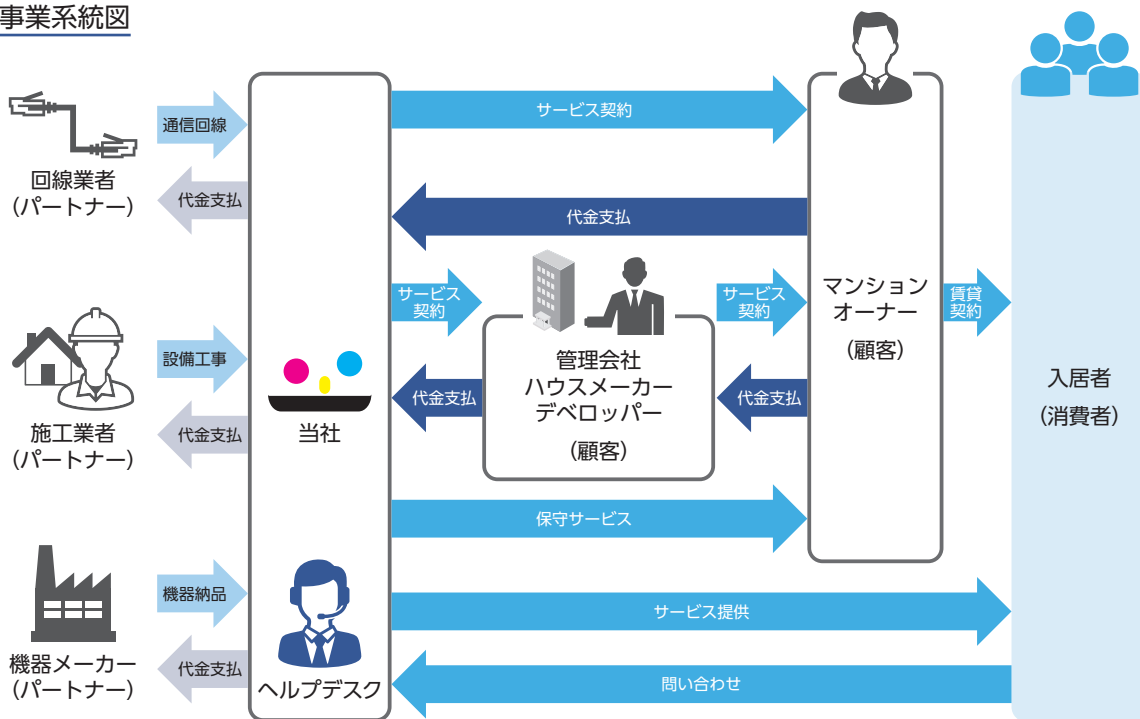 事業系統図
通信回線
回線業者
(パートナー)
代金支払
設備工事
施工業者
(パートナー)
代金支払
機器納品
機器メーカー
(パートナー)
代金支払
当社
ヘルプデスク
サービス契約
代金支払
サービス
契約
代金支払
管理会社
ハウスメーカー
デベロッパー
(顧客)
サービス
契約
代金支払
保守サービス
マンション
オーナー
(顧客)
賃貸
契約
サービス提供
問い合わせ
入居者
(消費者)